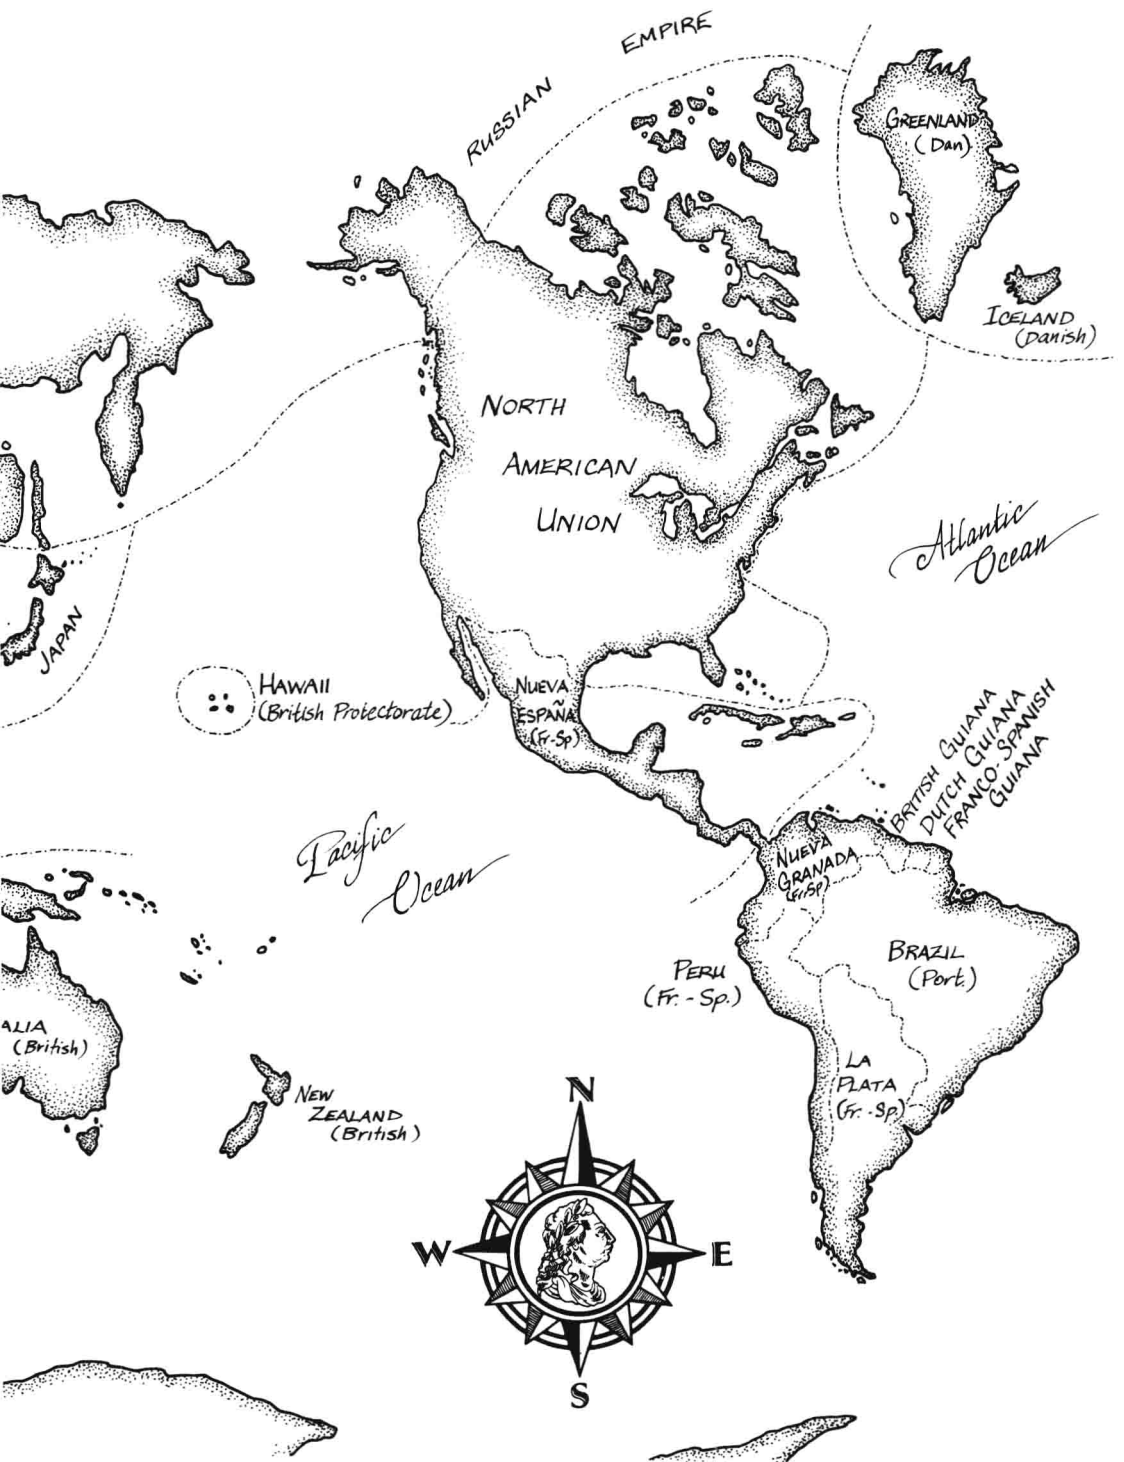 RUSSIAN EMPIRE
GREENLAND
(Dan)
ICELAND
(Danish)
NORTH
AMERICAN
UNION
Atlantic
Ocean
JAPAN
HAWAII
(British Protectorate)
NUEVA
ESPAÑA
(Fr-Sp)
BRITISH GUIANA
DUTCH GUIANA
FRANCO-SPANISH
GUIANA
Pacific
Ocean
NUEVA
GRANADA
(Fr.Sp)
BRAZIL
(Port.)
PERU
(Fr.-Sp.)
ALIA
(British)
LA
PLATA
(Fr.-Sp.)
NEW
ZEALAND
(British)
N
W
E
S